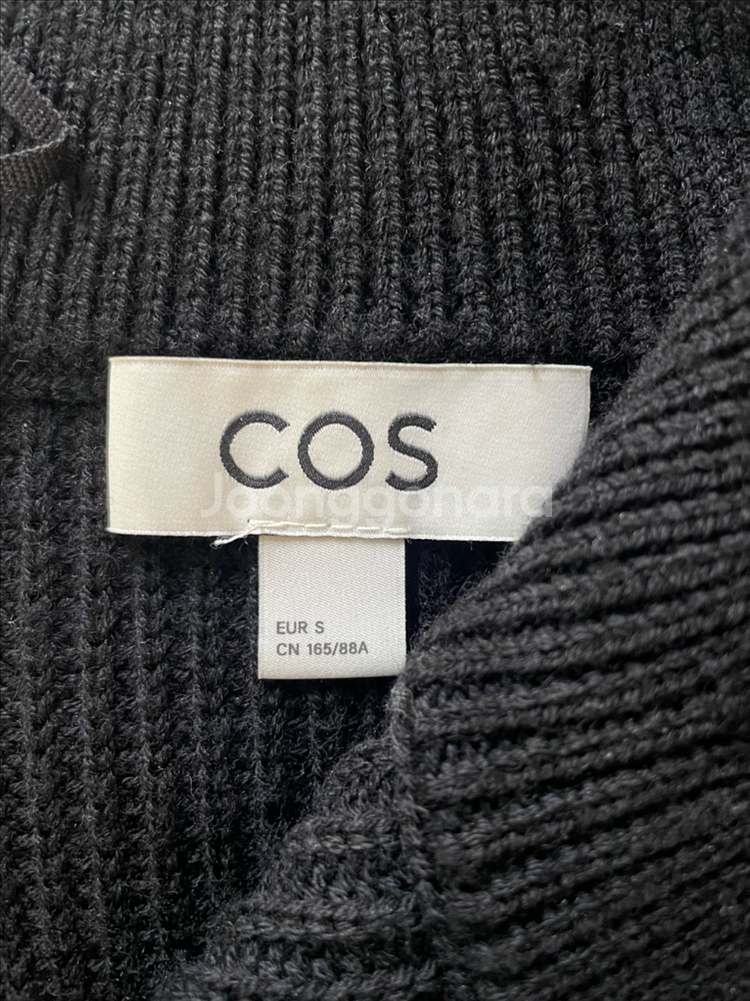 COS
Joonggonara
EUR S
CN 165/88A